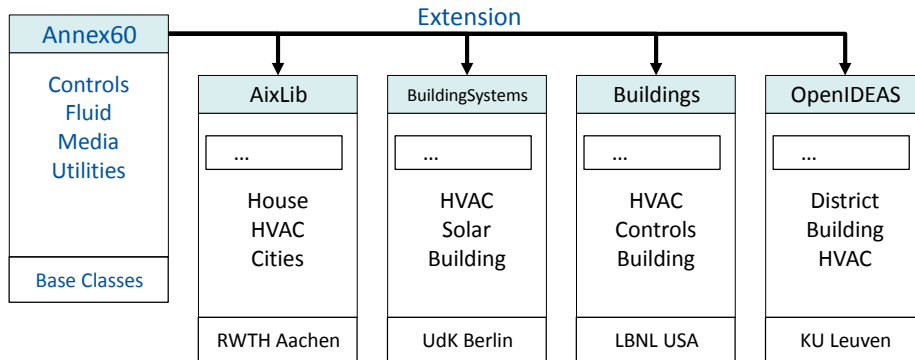 Extension
Annex60
Controls
Fluid
Media
Utilities
Base Classes
AixLib
...
House
HVAC
Cities
RWTH Aachen
BuildingSystems
...
HVAC
Solar
Building
UdK Berlin
Buildings
...
HVAC
Controls
Building
LBNL USA
OpenIDEAS
...
District
Building
HVAC
KU Leuven